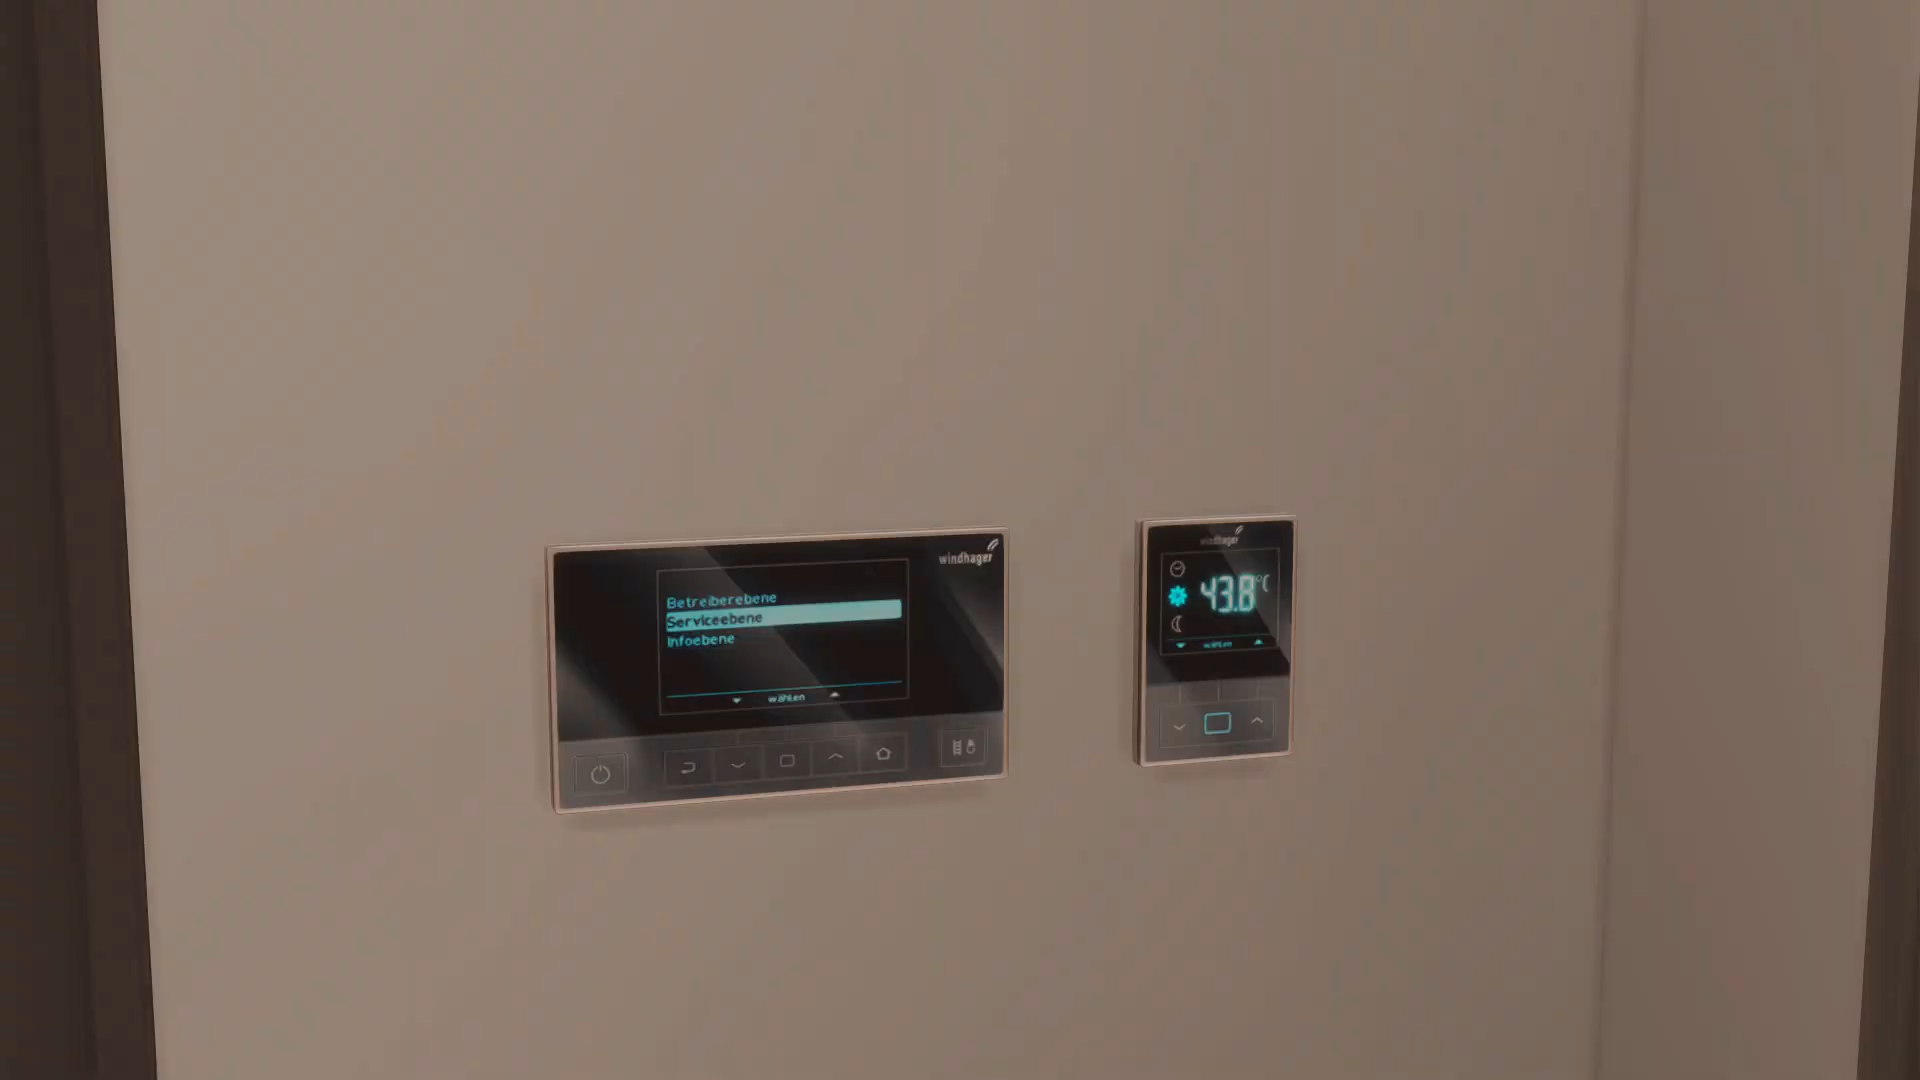 windhager
Betreiberebene
Serviceebene
Infoebene
wählen
windhager
43.8°C
wählen